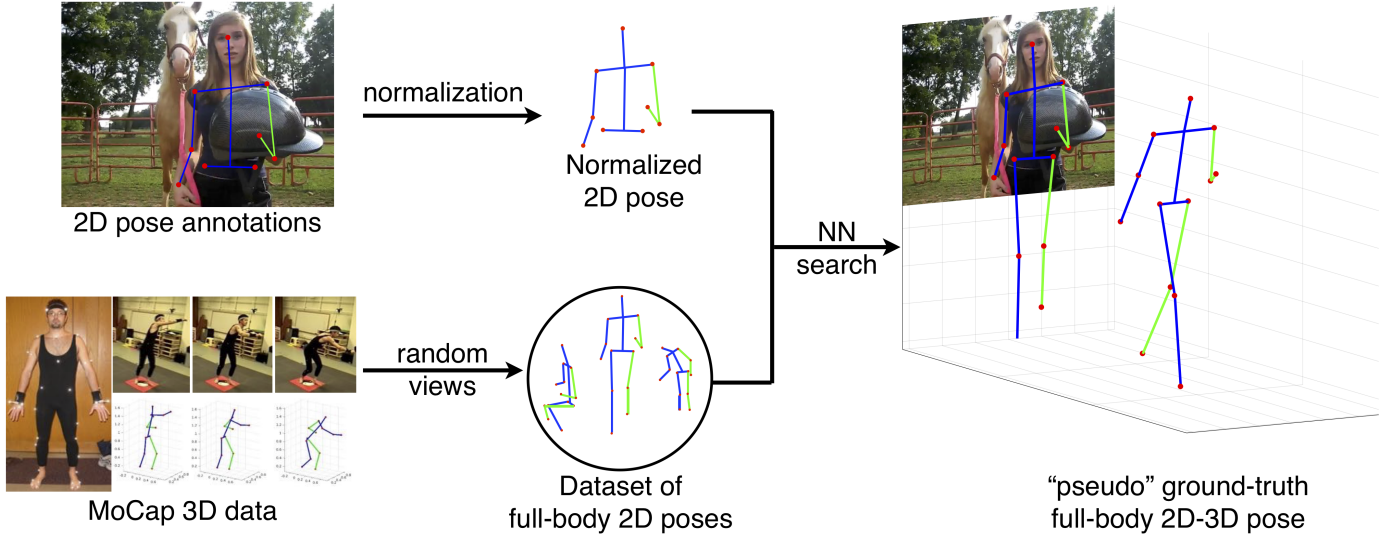 normalization
2D pose annotations
Normalized
2D pose
NN
search
random
views
MoCap 3D data
Dataset of
full-body 2D poses
“pseudo” ground-truth
full-body 2D-3D pose